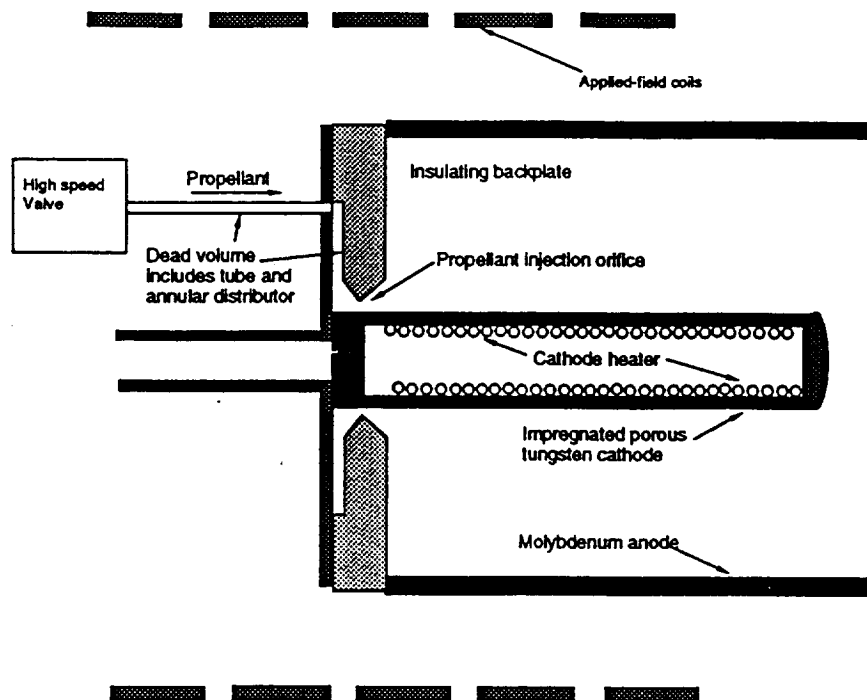 Applied-field coils
High speed
Valve
Propellant
Insulating backplate
Dead volume
includes tube and
annular distributor
Propellant injection orifice
Cathode heater
Impregnated porous
tungsten cathode
Molybdenum anode